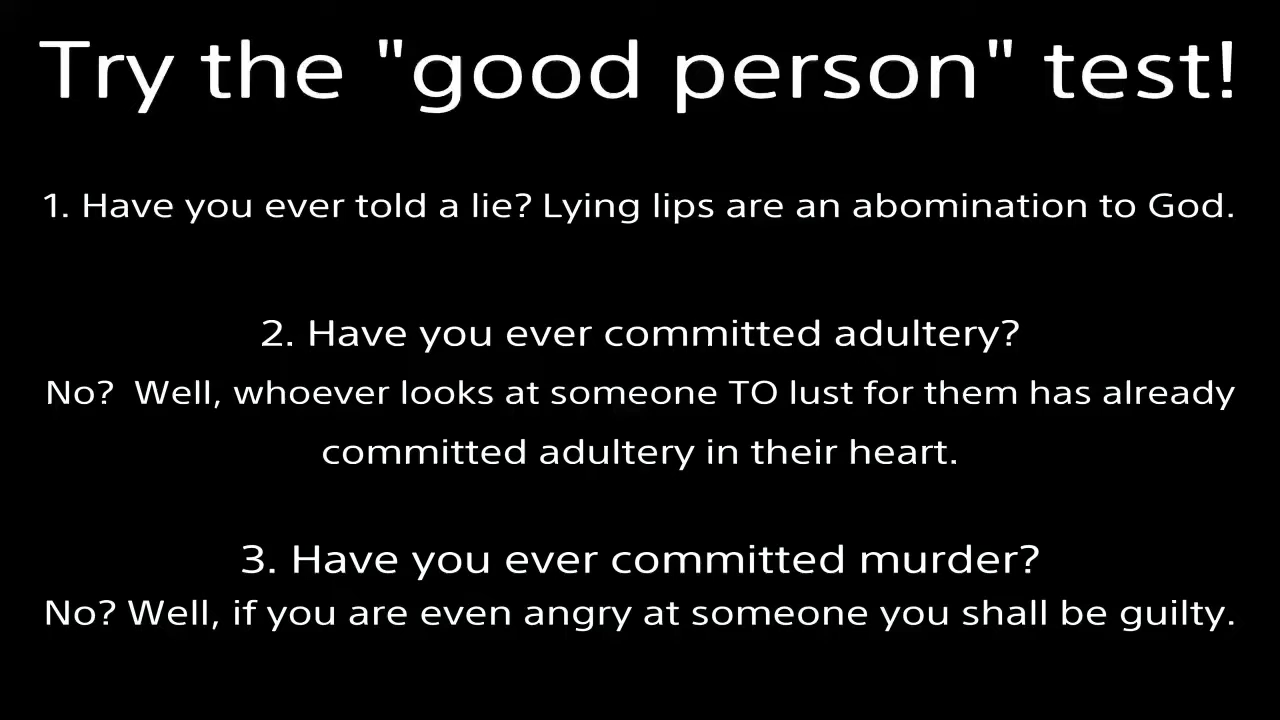 Try the "good person" test!
1. Have you ever told a lie? Lying lips are an abomination to God.
2. Have you ever committed adultery?
No?  Well, whoever looks at someone TO lust for them has already
committed adultery in their heart.
3. Have you ever committed murder?
No? Well, if you are even angry at someone you shall be guilty.